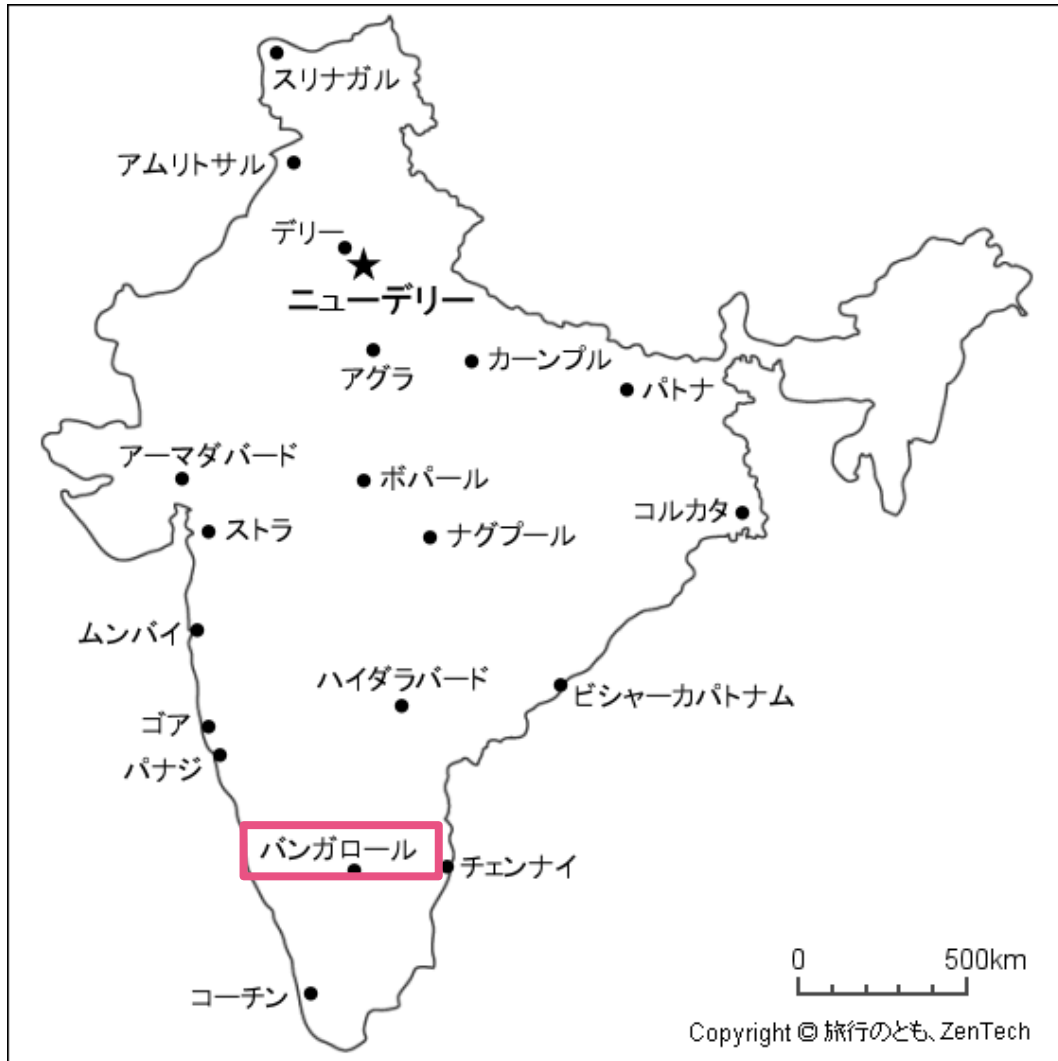 スリナガル
アムリトサル
デリー
ニューデリー
アグラ
カーンプル
パトナ
アーマダバード
ボパール
コルカタ
ストラ
ナグプール
ムンバイ
ハイダラバード
ビシャーカパトナム
ゴア
パナジ
バンガロール
チェンナイ
コーチン
0 500km
Copyright © 旅行のとも、ZenTech